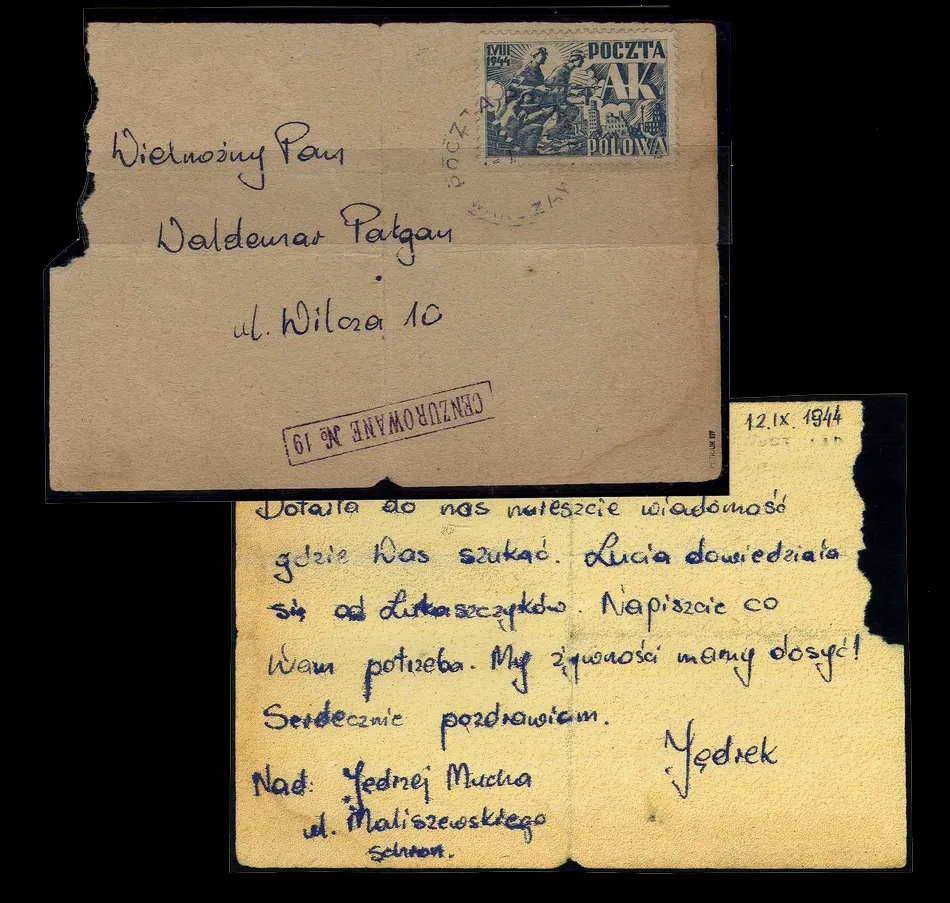 1.VIII
1944
POCZTA
AK
POLOWA
POCZTA
Wielmożny Pan
Waldemar Patgan
ul. Wilcza 10
CENZUROWANE № 19
12.IX. 1944
Dotarła do nas nareszcie wiadomość
gdzie Was szukać. Lucia dowiedziała
się od Łukaszczyków. Napiszcie co
Wam potrzeba. My żywności mamy dosyć!
Serdecznie pozdrawiam.
Jędrek
Nad: Jędrzej Mucha
ul. Maliszewskiego
schron.